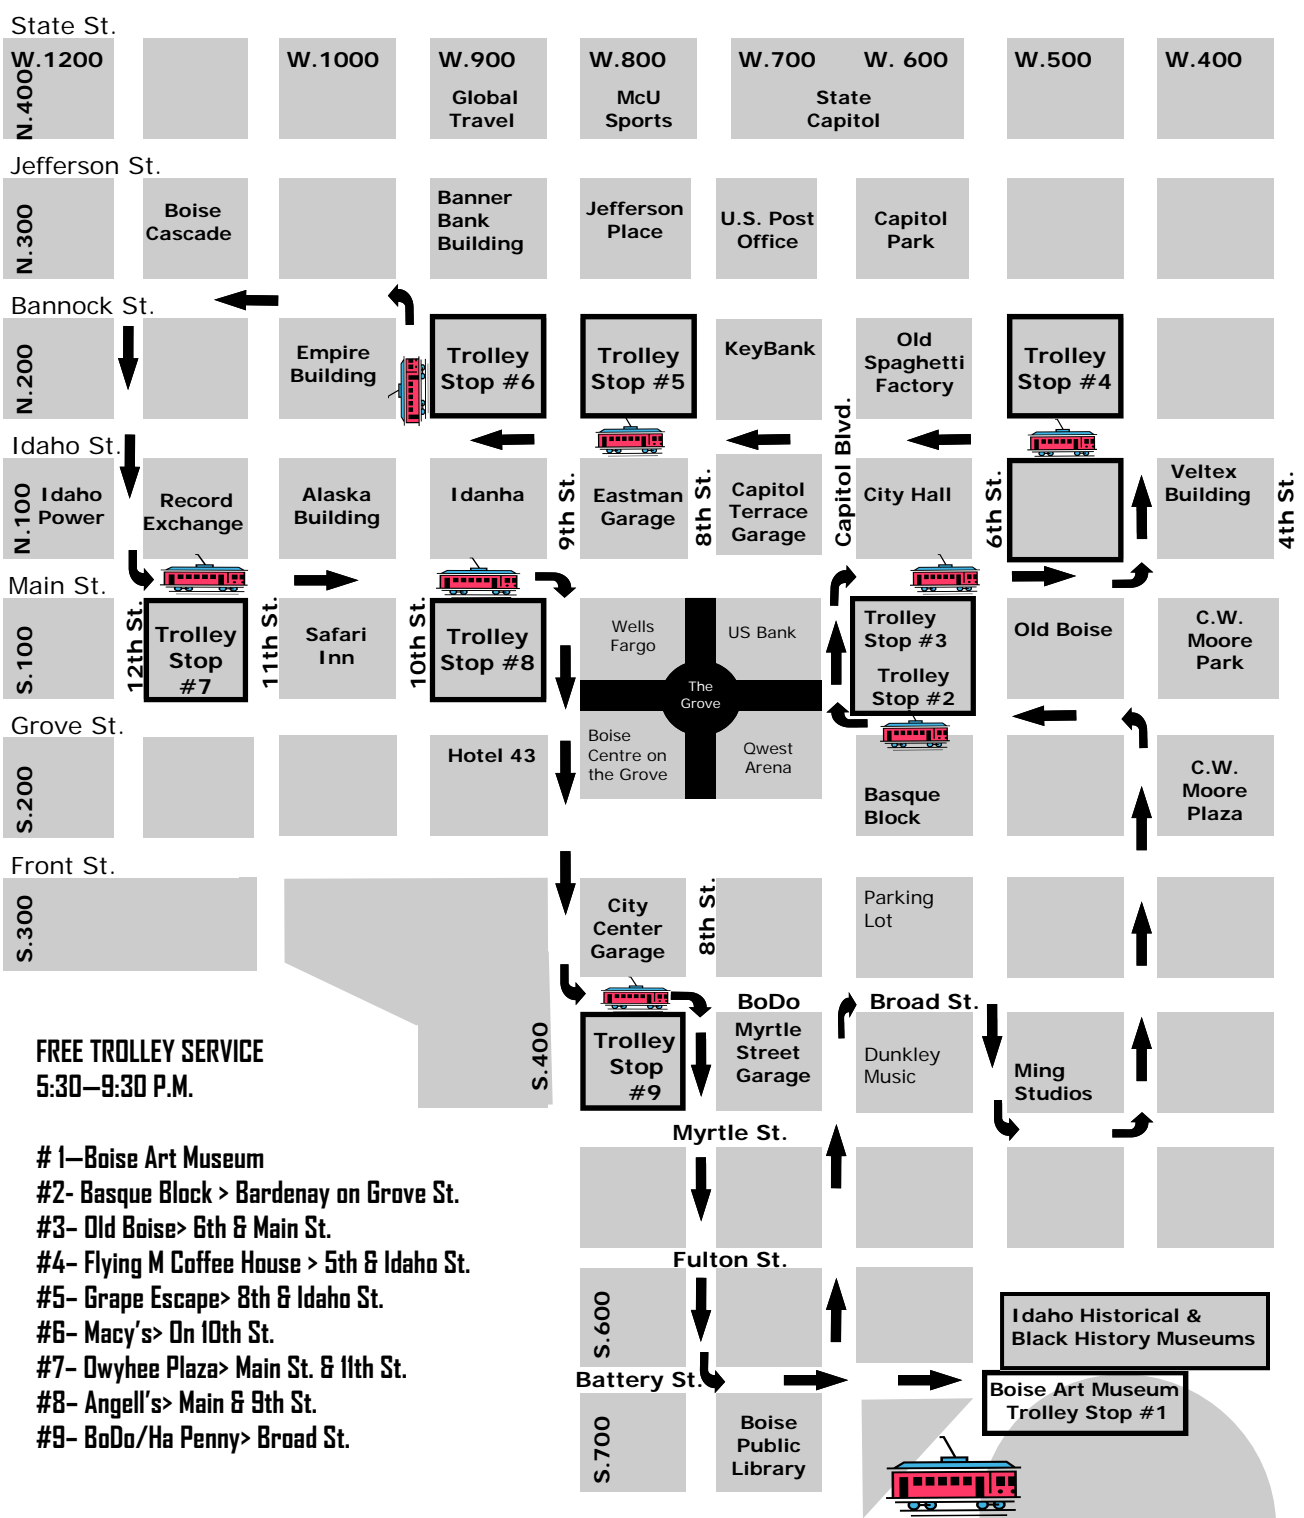 State St.
W.1200
W.1000
W.900
W.800
W.700
W. 600
W.500
W.400
N.400
Global
Travel
McU
Sports
State
Capitol
Jefferson St.
N.300
Boise
Cascade
Banner
Bank
Building
Jefferson
Place
U.S. Post
Office
Capitol
Park
Bannock St.
N.200
Empire
Building
Trolley
Stop #6
Trolley
Stop #5
KeyBank
Old
Spaghetti
Factory
Trolley
Stop #4
Idaho St.
N.100
Idaho
Power
Record
Exchange
Alaska
Building
Idanha
9th St.
Eastman
Garage
8th St.
Capitol
Terrace
Garage
Capitol Blvd.
City Hall
6th St.
Veltex
Building
4th St.
Main St.
S.100
12th St.
Trolley
Stop
#7
11th St.
Safari
Inn
10th St.
Trolley
Stop #8
Wells
Fargo
US Bank
The
Grove
Trolley
Stop #3
Trolley
Stop #2
Old Boise
C.W.
Moore
Park
Grove St.
S.200
Hotel 43
Boise
Centre on
the Grove
Qwest
Arena
Basque
Block
C.W.
Moore
Plaza
Front St.
S.300
City
Center
Garage
8th St.
Parking
Lot
BoDo
Broad St.
S.400
Trolley
Stop
#9
Myrtle
Street
Garage
Dunkley
Music
Ming
Studios
Myrtle St.
Fulton St.
S.600
Idaho Historical &
Black History Museums
Battery St.
Boise Art Museum
Trolley Stop #1
S.700
Boise
Public
Library
FREE TROLLEY SERVICE
5:30—9:30 P.M.
# 1—Boise Art Museum
#2- Basque Block > Bardenay on Grove St.
#3– Old Boise> 6th & Main St.
#4– Flying M Coffee House > 5th & Idaho St.
#5– Grape Escape> 8th & Idaho St.
#6– Macy's> On 10th St.
#7– Owyhee Plaza> Main St. & 11th St.
#8– Angell's> Main & 9th St.
#9– BoDo/Ha Penny> Broad St.